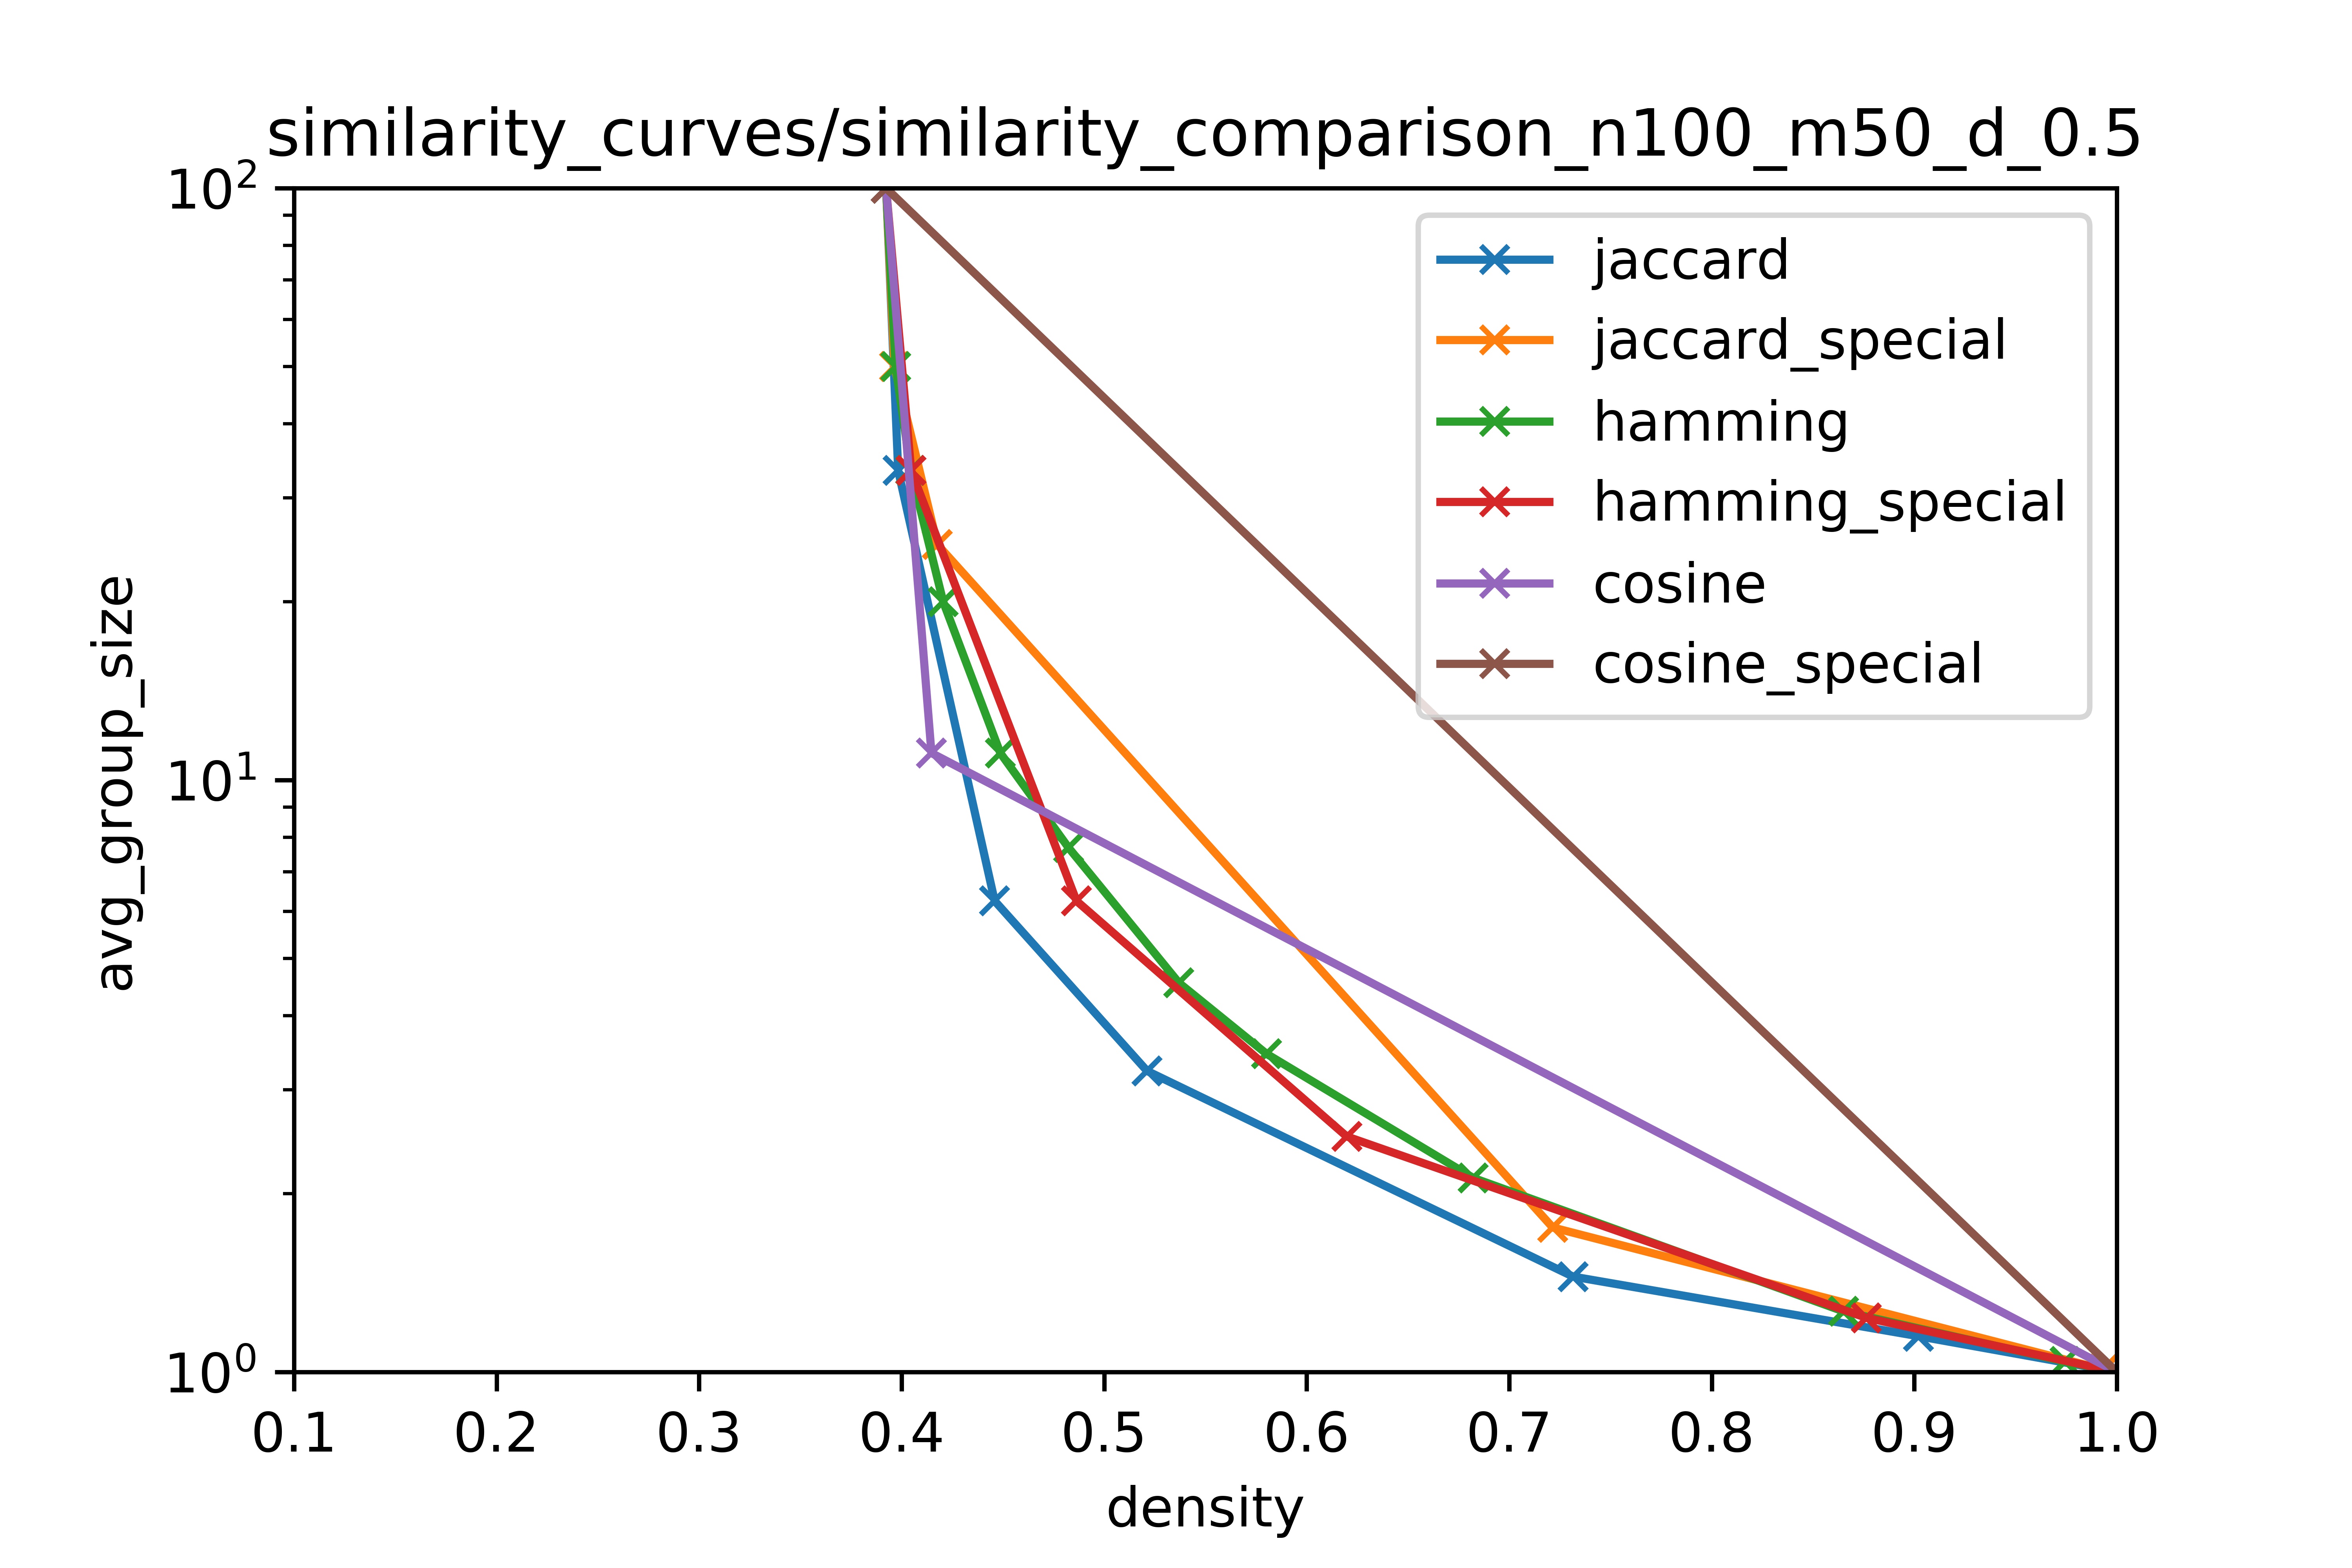 similarity_curves/similarity_comparison_n100_m50_d_0.5
10²
10¹
10⁰
avg_group_size
jaccard
jaccard_special
hamming
hamming_special
cosine
cosine_special
0.1 0.2 0.3 0.4 0.5 0.6 0.7 0.8 0.9 1.0
density